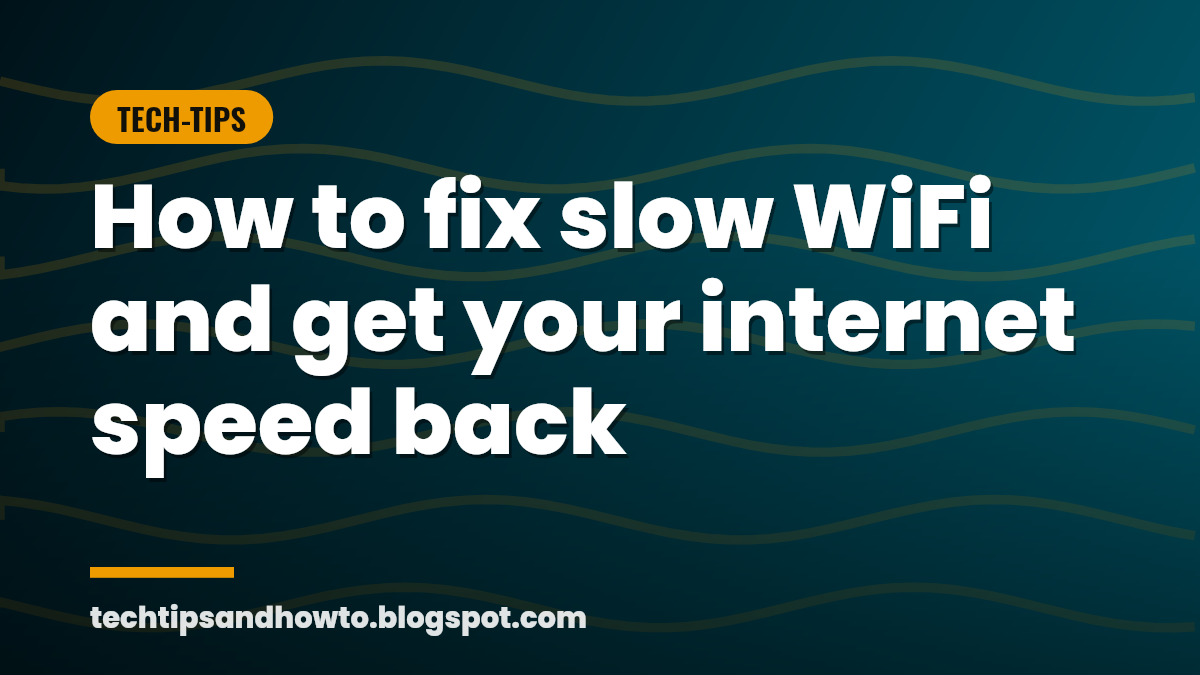 TECH-TIPS
How to fix slow WiFi
and get your internet
speed back
techtipsandhowto.blogspot.com